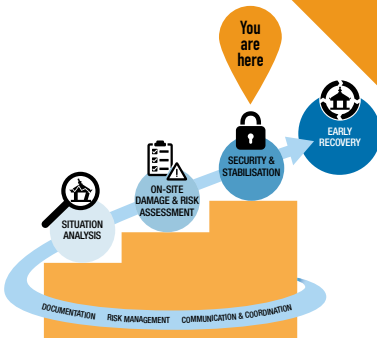 You
are
here
EARLY
RECOVERY
SECURITY &
STABILISATION
ON-SITE
DAMAGE & RISK
ASSESSMENT
SITUATION
ANALYSIS
DOCUMENTATION RISK MANAGEMENT COMMUNICATION & COORDINATION